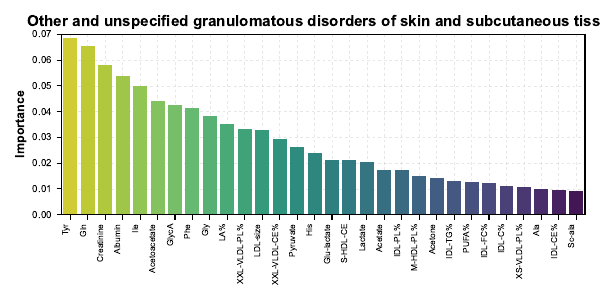 Other and unspecified granulomatous disorders of skin and subcutaneous tiss
0.07
0.06
0.05
0.04
0.03
0.02
0.01
0.00
Importance
Tyr
Gln
Creatinine
Albumin
Ile
Acetoacetate
GlycA
Phe
Gly
LA%
XXL-VLDL-PL%
LDL-size
XXL-VLDL-CE%
Pyruvate
His
Glu-lactate
S-HDL-CE
Lactate
Acetate
IDL-PL%
M-HDL-PL%
Acetone
IDL-TG%
PUFA%
IDL-FC%
IDL-C%
XS-VLDL-PL%
Ala
IDL-CE%
Sc-ala